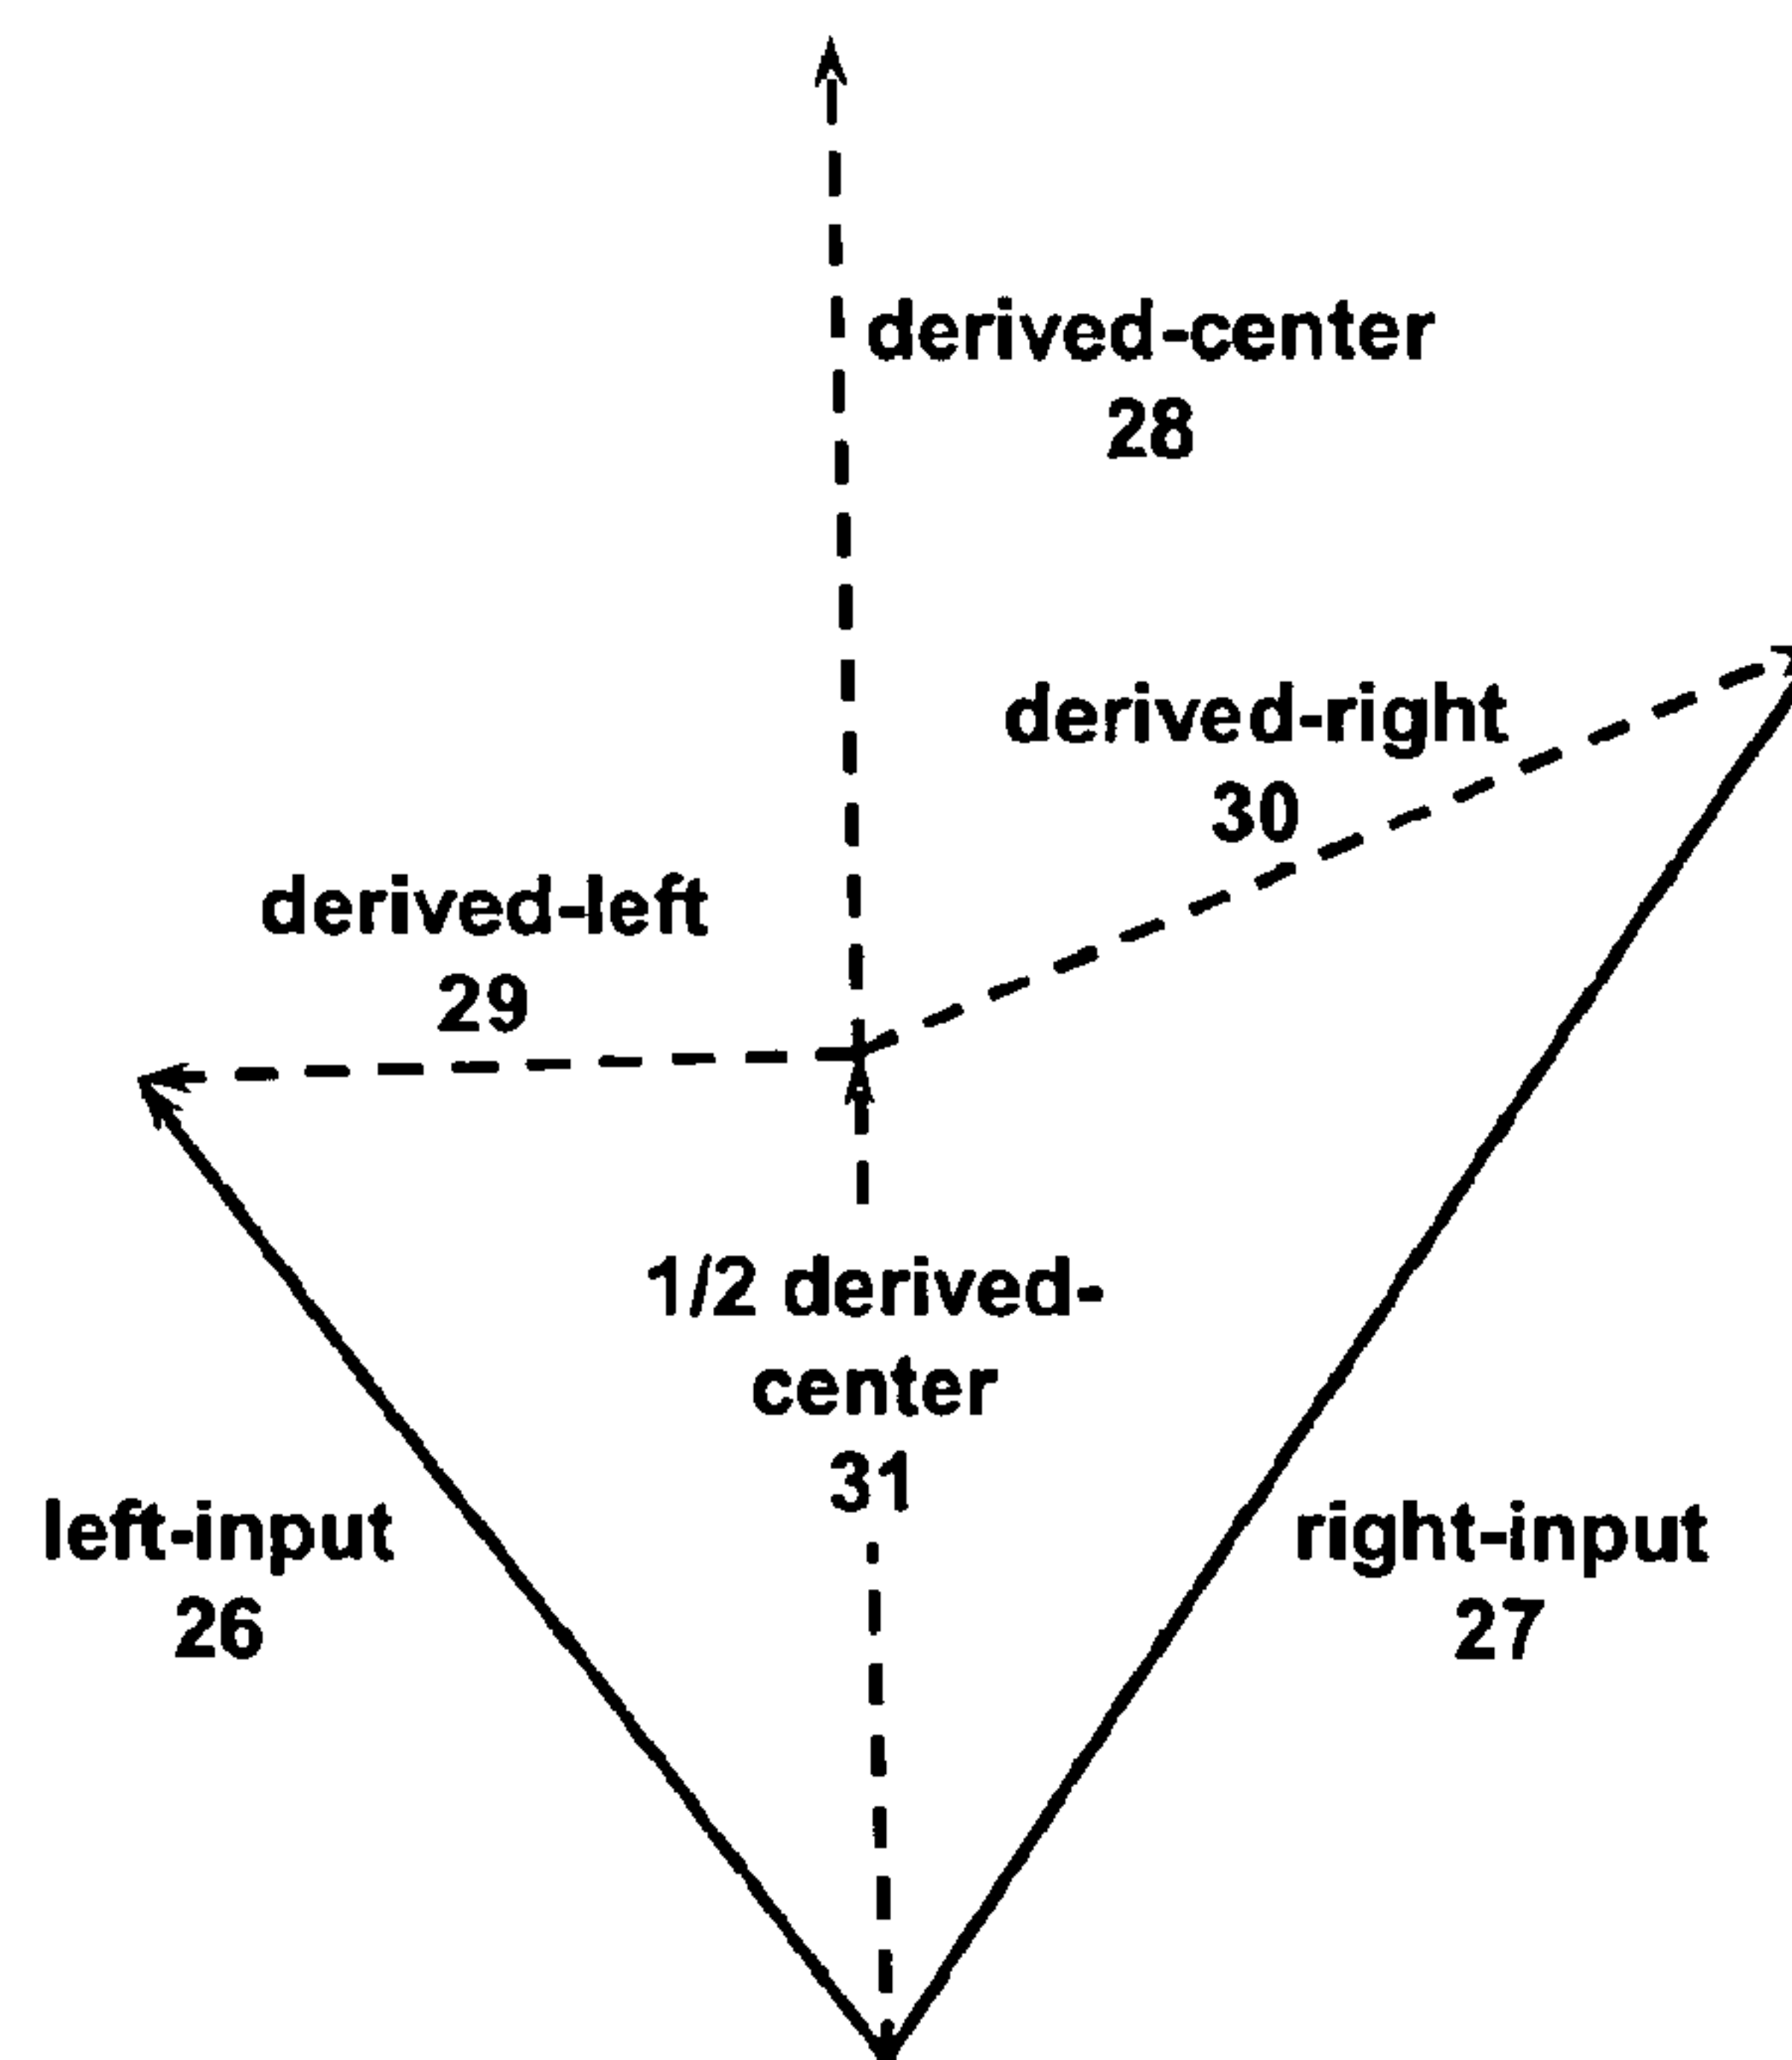 derived-center
28
derived-right
30
derived-left
29
1/2 derived-
center
31
left-input
26
right-input
27